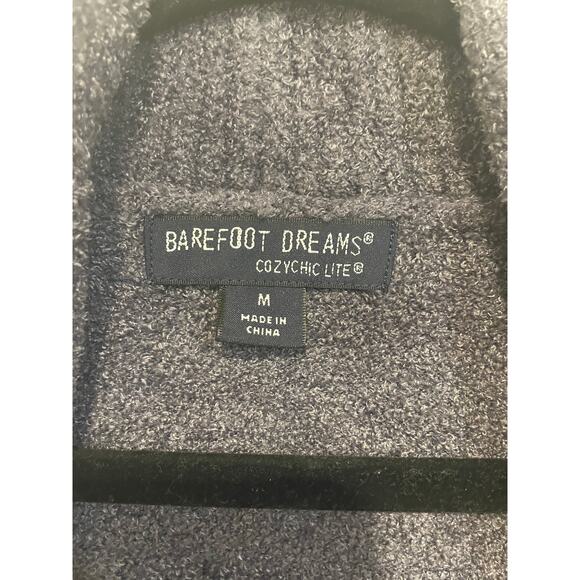 BAREFOOT DREAMS®
COZYCHIC LITE®
M
MADE IN
CHINA